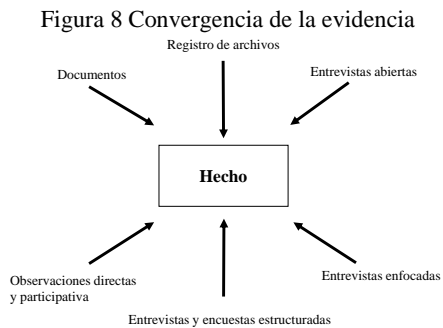 Figura 8 Convergencia de la evidencia
Registro de archivos
Documentos
Entrevistas abiertas
Hecho
Observaciones directas
y participativa
Entrevistas enfocadas
Entrevistas y encuestas estructuradas